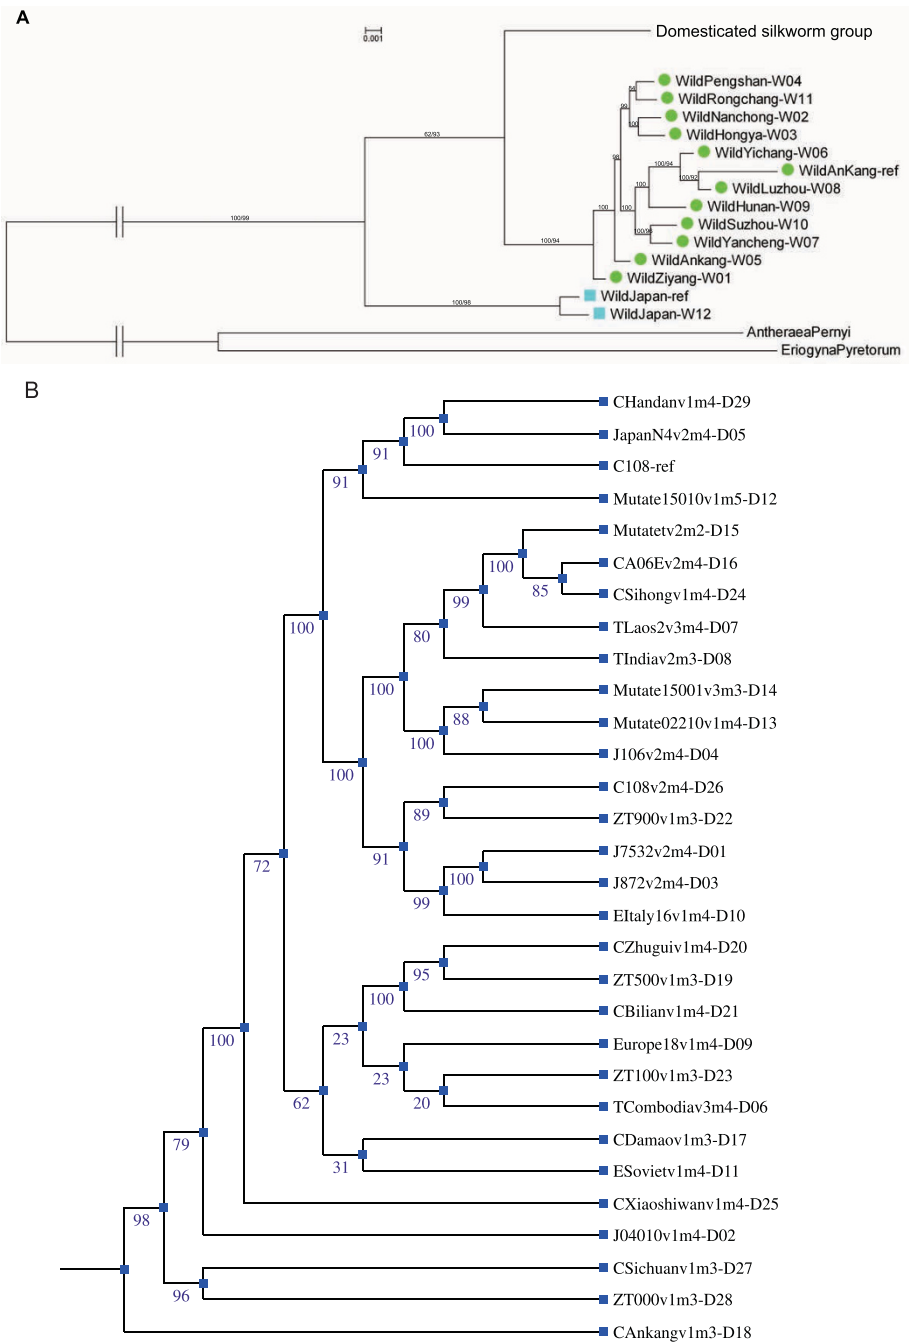 A
0.001
Domesticated silkworm group
WildPengshan-W04
54
WildRongchang-W11
99
WildNanchong-W02
100
WildHongya-W03
62/93
WildYichang-W06
98
100/94
WildAnKang-ref
100/92
WildLuzhou-W08
100
WildHunan-W09
100
100
100/99
WildSuzhou-W10
WildYancheng-W07
100/94
WildAnkang-W05
WildZiyang-W01
WildJapan-ref
100/98
WildJapan-W12
AntheraeaPernyi
EriogynaPyretorum
B
CHandanv1m4-D29
100
JapanN4v2m4-D05
91
C108-ref
91
Mutate15010v1m5-D12
Mutatetv2m2-D15
100
CA06Ev2m4-D16
85
CSihongv1m4-D24
99
TLaos2v3m4-D07
100
80
TIndiav2m3-D08
100
Mutate15001v3m3-D14
88
Mutate02210v1m4-D13
100
J106v2m4-D04
100
C108v2m4-D26
89
ZT900v1m3-D22
J7532v2m4-D01
91
72
100
J872v2m4-D03
99
EItaly16v1m4-D10
CZhuguiv1m4-D20
95
ZT500v1m3-D19
100
CBilianv1m4-D21
100
23
Europe18v1m4-D09
23
ZT100v1m3-D23
62
20
TCombodiav3m4-D06
79
CDamaov1m3-D17
31
ESovietv1m4-D11
CXiaoshiwanv1m4-D25
98
J04010v1m4-D02
CSichuanv1m3-D27
96
ZT000v1m3-D28
CAnkangv1m3-D18